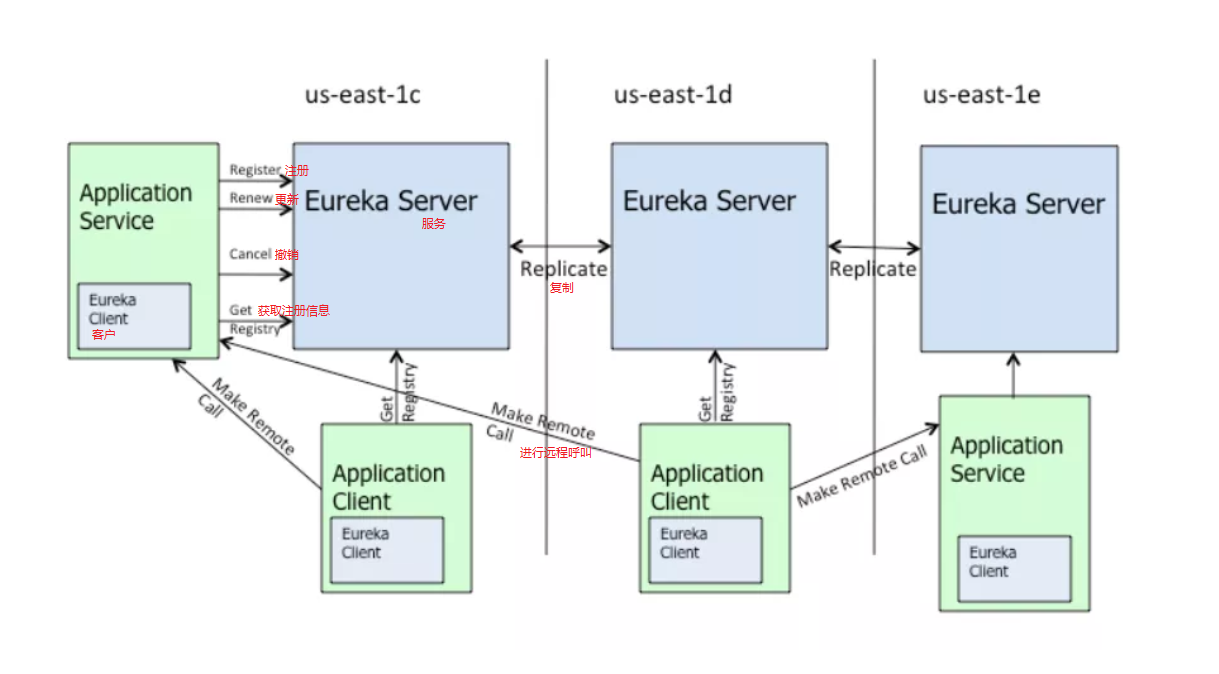 us-east-1c
us-east-1d
us-east-1e
Application
Service
Eureka
Client
客户
Register 注册
Renew 更新
Cancel 撤销
Get 获取注册信息
Registry
Eureka Server
服务
Replicate
复制
Eureka Server
Replicate
Eureka Server
Make Remote
Call
Get
Registry
Make Remote
Call
进行远程呼叫
Get
Registry
Make Remote Call
Application
Client
Eureka
Client
Application
Client
Eureka
Client
Application
Service
Eureka
Client